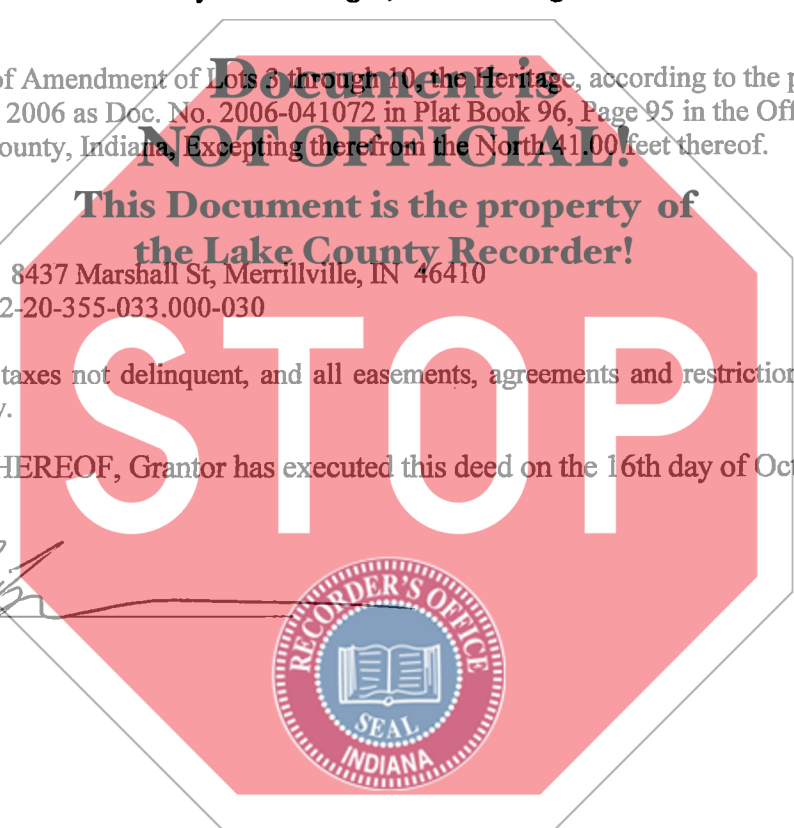 of Amendment of Lots 3 through 10, the Heritage, according to the p
Document is
2006 as Doc. No. 2006-041072 in Plat Book 96, Page 95 in the Off
NOT OFFICIAL!
ounty, Indiana, Excepting therefrom the North 41.00 feet thereof.
This Document is the property of
the Lake County Recorder!
8437 Marshall St, Merrillville, IN 46410
2-20-355-033.000-030
taxes not delinquent, and all easements, agreements and restriction
y.
STOP
HEREOF, Grantor has executed this deed on the 16th day of Oct
RECORDER'S OFFICE
SEAL
INDIANA